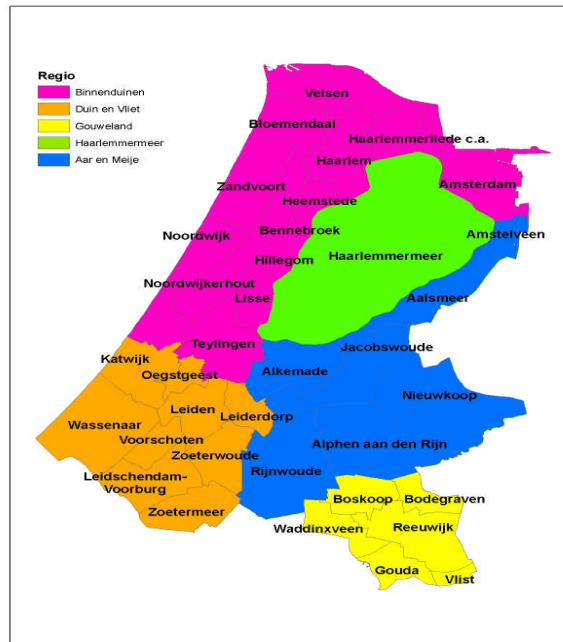 Regio
Binnenduinen
Duin en Vliet
Gouweland
Haarlemmermeer
Aar en Meije
Velsen
Bloemendaal
Haarlemmerliede c.a.
Haarlem
Zandvoort
Amsterdam
Heemstede
Bennebroek
Noordwijk
Amstelveen
Hillegom
Haarlemmermeer
Noordwijkerhout
Lisse
Aalsmeer
Teylingen
Jacobswoude
Katwijk
Oegstgeest
Alkemade
Nieuwkoop
Leiden
Leiderdorp
Wassenaar
Voorschoten
Alphen aan den Rijn
Zoeterwoude
Rijnwoude
Leidschendam-
Voorburg
Boskoop
Bodegraven
Zoetermeer
Waddinxveen
Reeuwijk
Gouda
Vlist